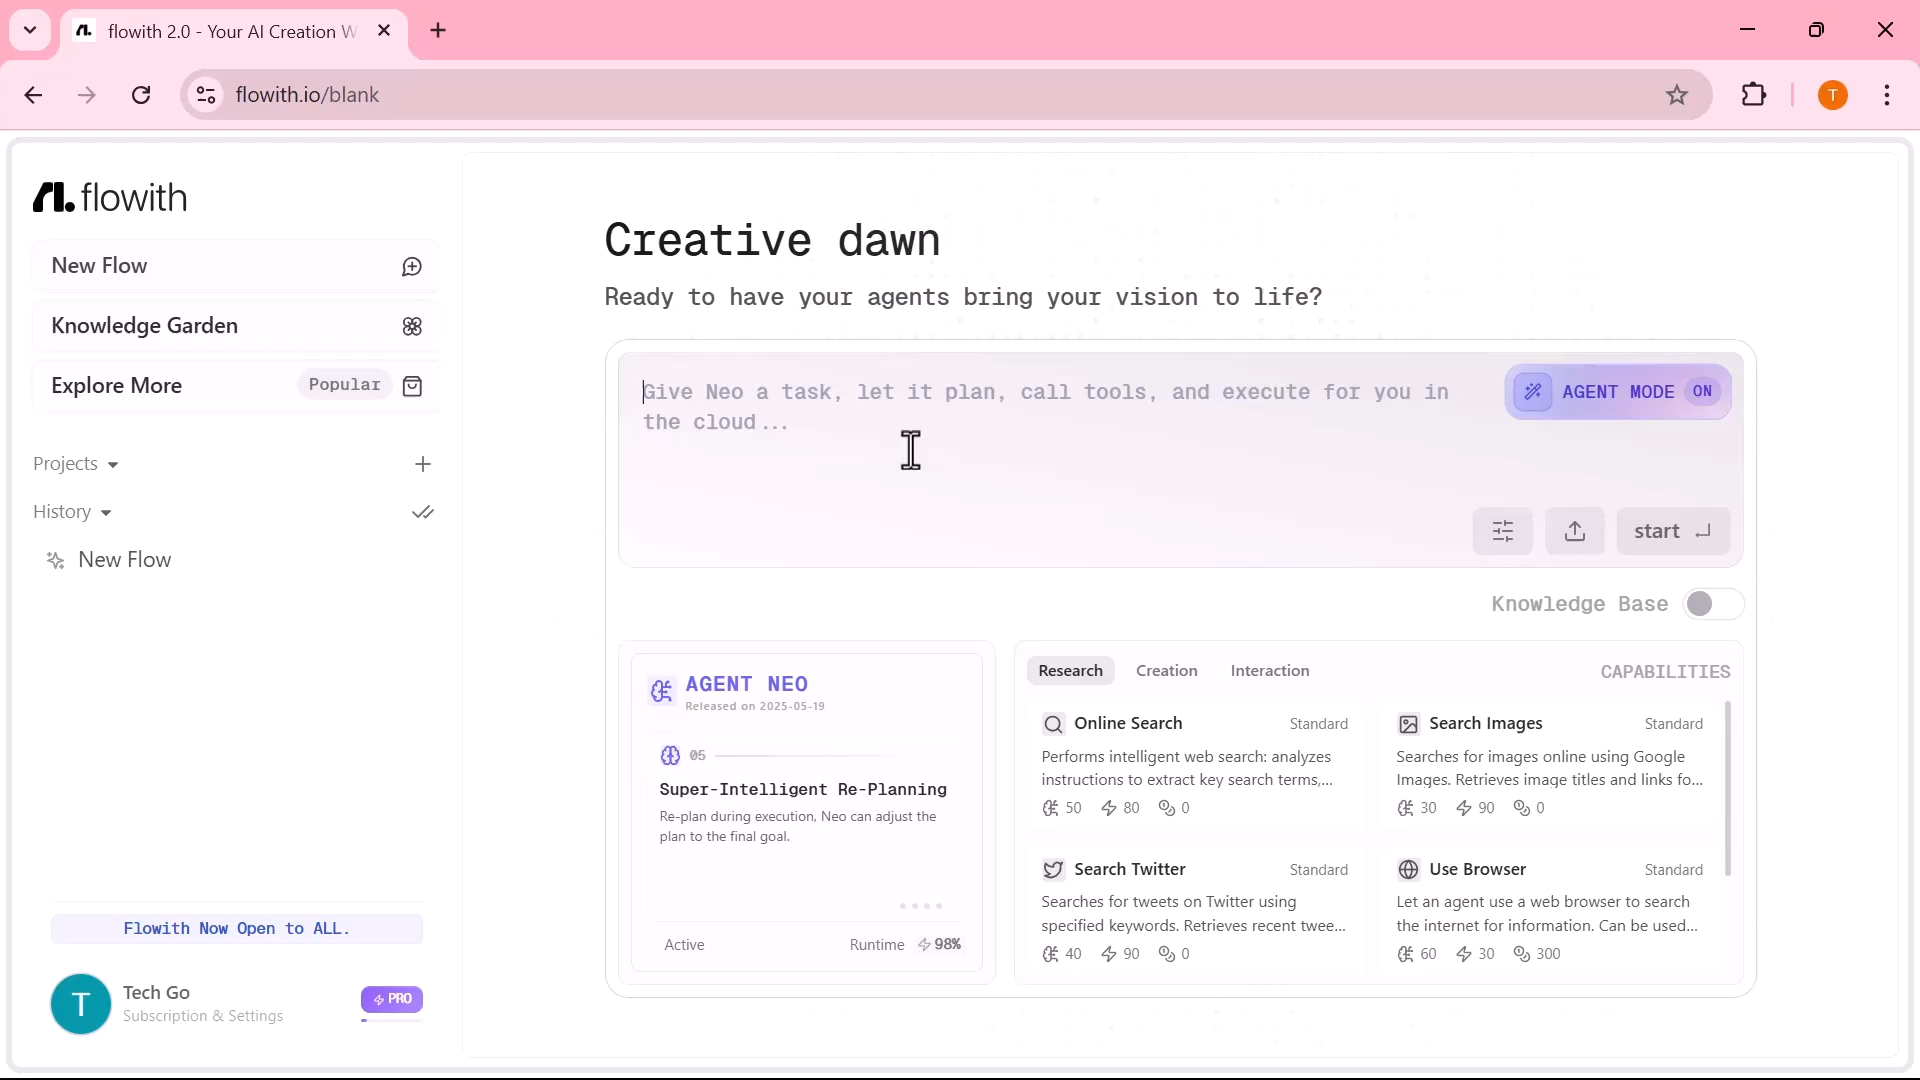 flowith 2.0 - Your AI Creation W
flowith.io/blank
T
flowith
New Flow
Knowledge Garden
Explore More Popular
Projects
History
New Flow
Flowith Now Open to ALL.
T
Tech Go
Subscription & Settings
PRO
Creative dawn
Ready to have your agents bring your vision to life?
Give Neo a task, let it plan, call tools, and execute for you in
the cloud...
AGENT MODE ON
start
Knowledge Base
AGENT NEO
Released on 2025-05-19
05
Super-Intelligent Re-Planning
Re-plan during execution, Neo can adjust the
plan to the final goal.
Active Runtime 98%
Research Creation Interaction CAPABILITIES
Online Search Standard
Performs intelligent web search: analyzes
instructions to extract key search terms,...
50 80 0
Search Images Standard
Searches for images online using Google
Images. Retrieves image titles and links fo...
30 90 0
Search Twitter Standard
Searches for tweets on Twitter using
specified keywords. Retrieves recent twee...
40 90 0
Use Browser Standard
Let an agent use a web browser to search
the internet for information. Can be used...
60 30 300